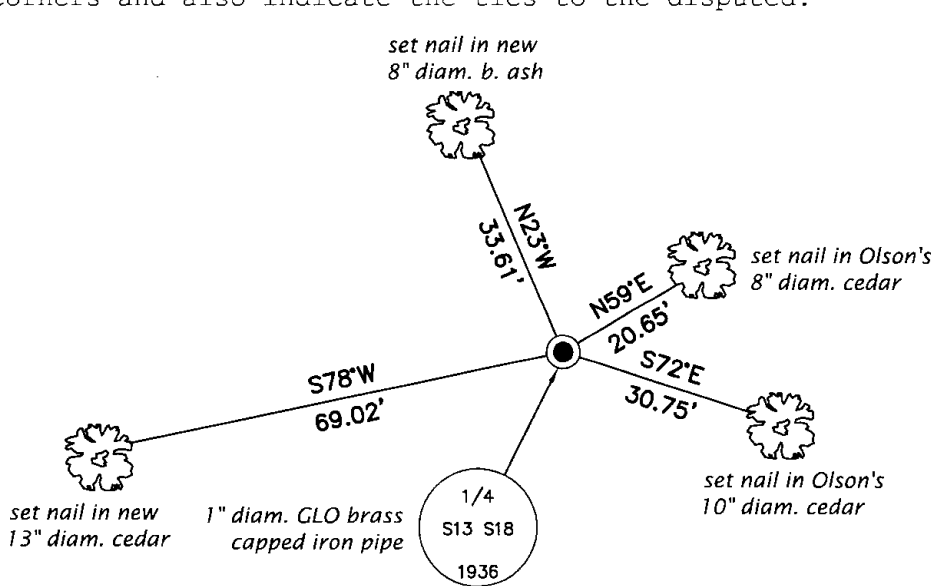 corners and also indicate the ties to the disputed.
set nail in new
8" diam. b. ash
N23°W
33.61'
set nail in Olson's
8" diam. cedar
N59°E
20.65'
S72°E
30.75'
S78°W
69.02'
set nail in Olson's
10" diam. cedar
set nail in new
13" diam. cedar
1" diam. GLO brass
capped iron pipe
1/4
S13 S18
1936